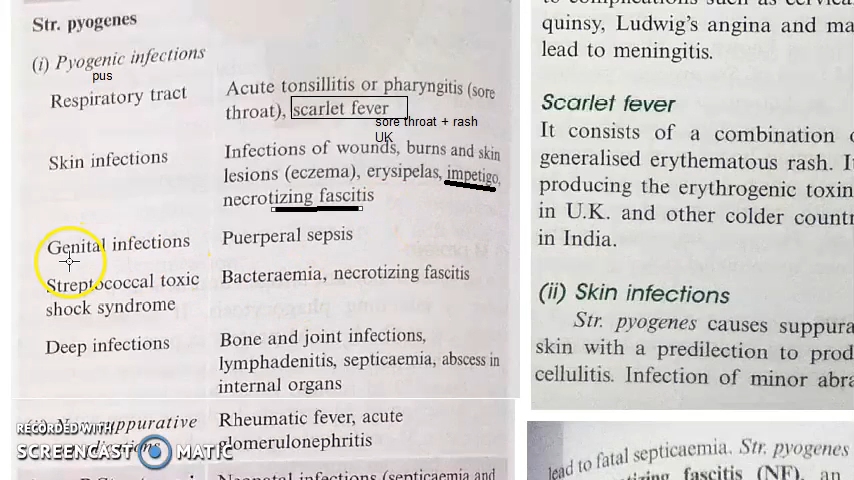 Str. pyogenes
(i) Pyogenic infections
pus
Respiratory tract
Acute tonsillitis or pharyngitis (sore
throat), scarlet fever
sore throat + rash
UK
Skin infections
Infections of wounds, burns and skin
lesions (eczema), erysipelas, impetigo,
necrotizing fascitis
Genital infections
Puerperal sepsis
Streptococcal toxic
shock syndrome
Bacteraemia, necrotizing fascitis
Deep infections
Bone and joint infections,
lymphadenitis, septicaemia, abscess in
internal organs
suppurative
Rheumatic fever, acute
glomerulonephritis
RECORDED WITH
SCREENCAST MATIC
Neonatal infections (septicaemia and
quinsy, Ludwig's angina and ma
lead to meningitis.
Scarlet fever
It consists of a combination
generalised erythematous rash. I
producing the erythrogenic toxin
in U.K. and other colder countr
in India.
(ii) Skin infections
Str. pyogenes causes suppura
skin with a predilection to prod
cellulitis. Infection of minor abra
lead to fatal septicaemia. Str. pyogenes
fascitis (NF), an